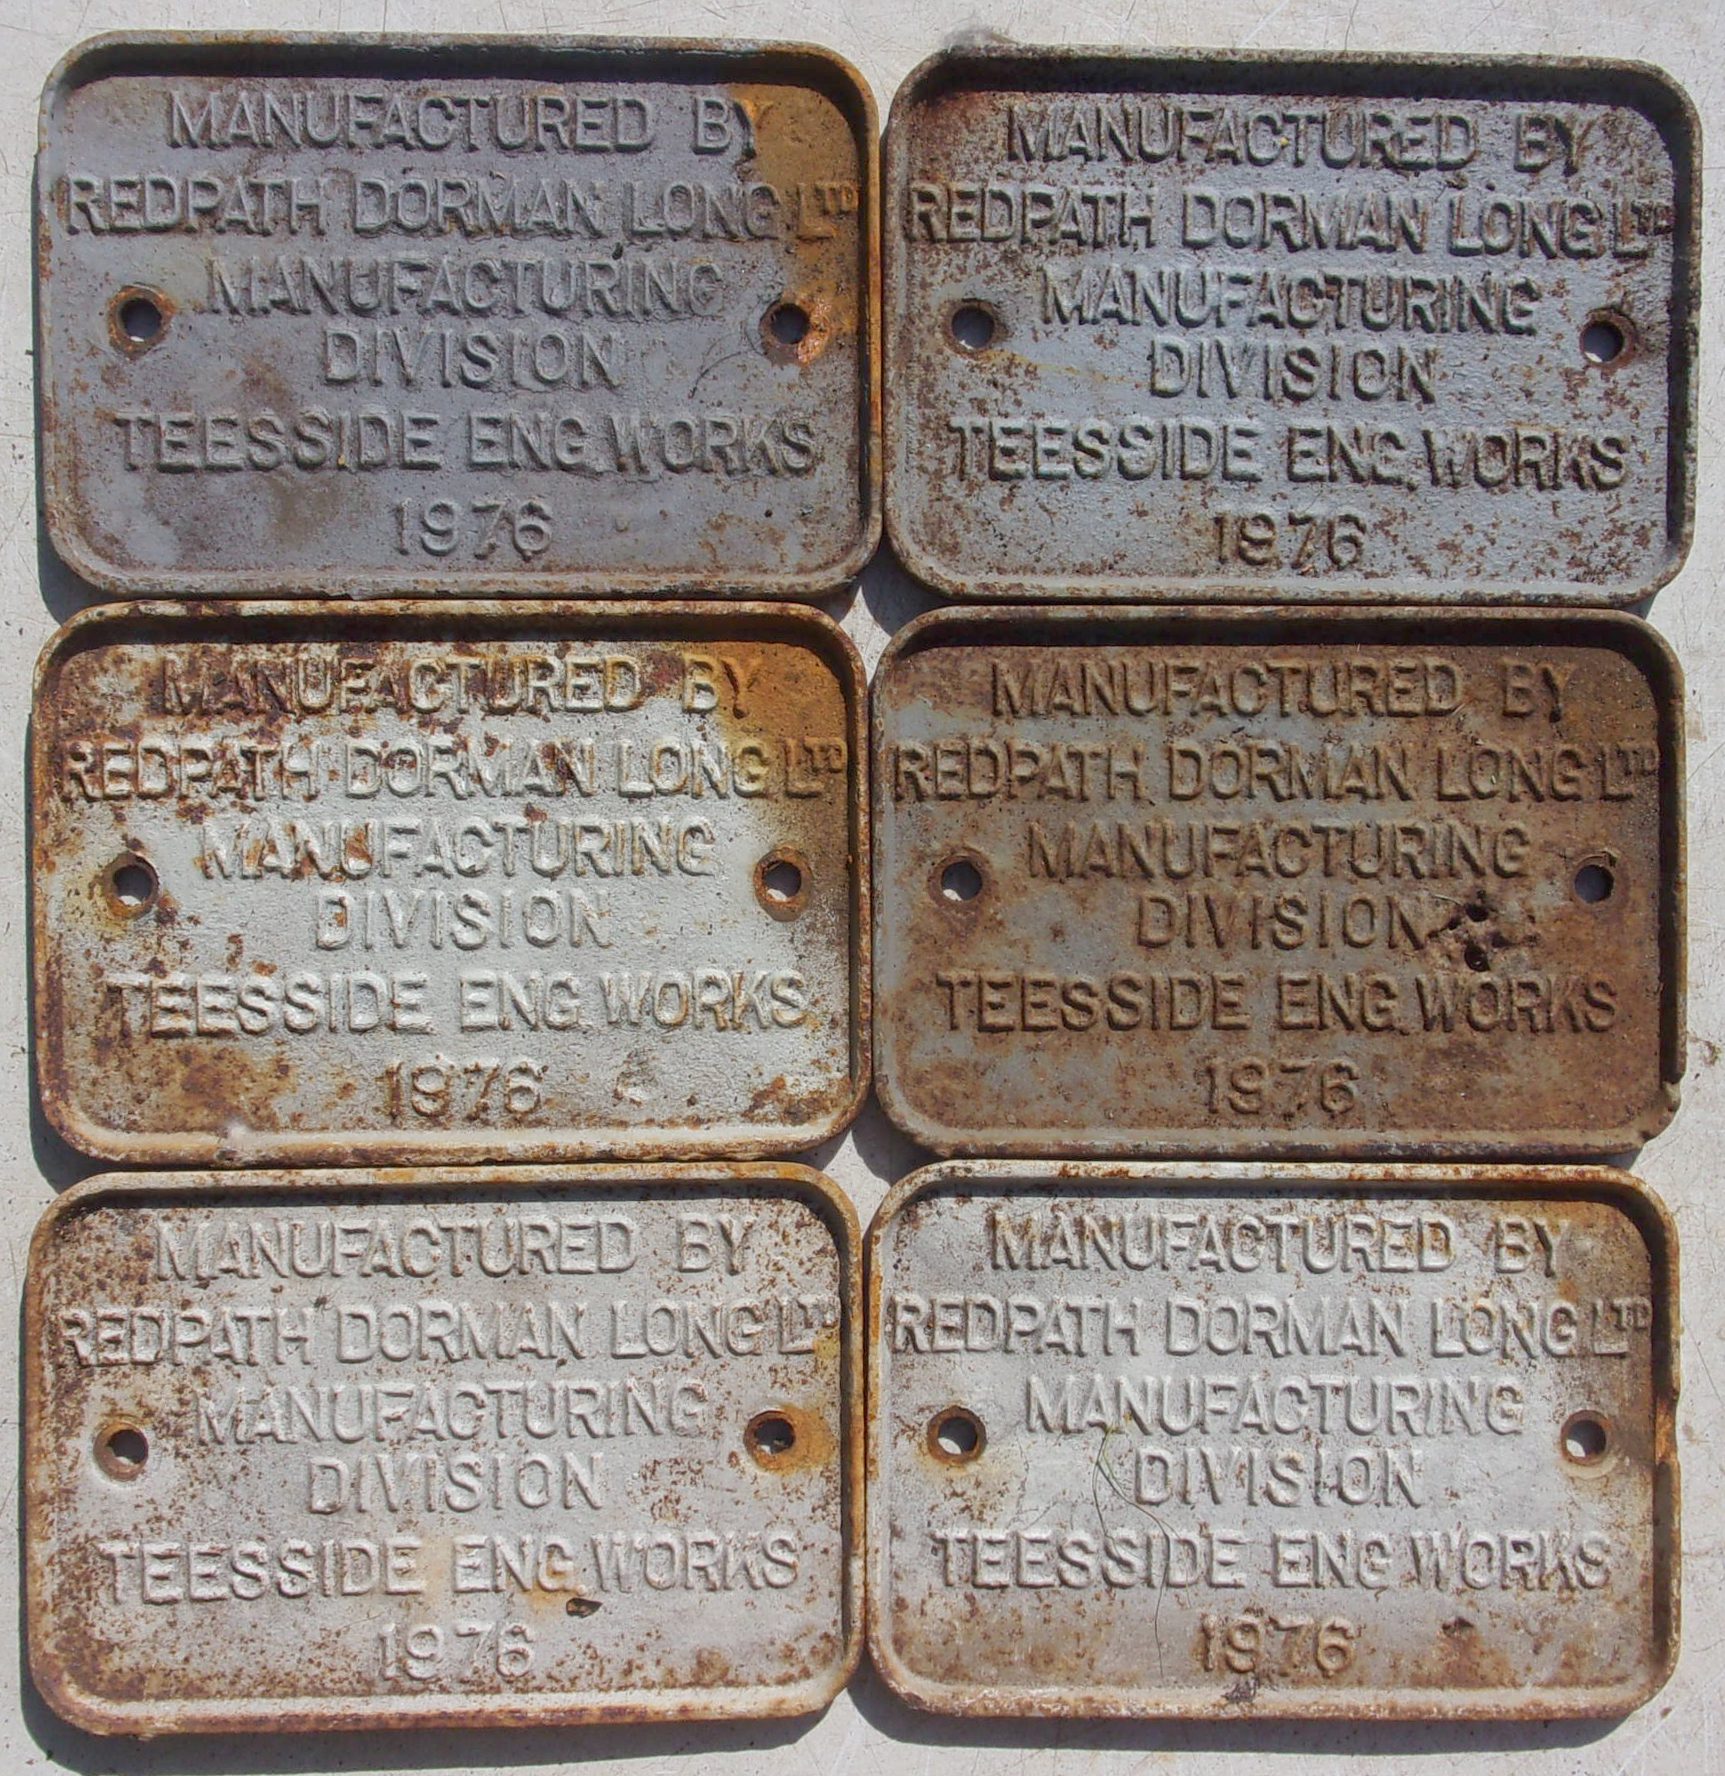 MANUFACTURED BY
REDPATH DORMAN LONG LTD
MANUFACTURING
DIVISION
TEESSIDE ENG. WORKS
1976
MANUFACTURED BY
REDPATH DORMAN LONG LTD
MANUFACTURING
DIVISION
TEESSIDE ENG. WORKS
1976
MANUFACTURED BY
REDPATH DORMAN LONG LTD
MANUFACTURING
DIVISION
TEESSIDE ENG WORKS
1976
MANUFACTURED BY
REDPATH DORMAN LONG LTD
MANUFACTURING
DIVISION
TEESSIDE ENG. WORKS
1976
MANUFACTURED BY
REDPATH DORMAN LONG LTD
MANUFACTURING
DIVISION
TEESSIDE ENG. WORKS
1976
MANUFACTURED BY
REDPATH DORMAN LONG LTD
MANUFACTURING
DIVISION
TEESSIDE ENG WORKS
1976